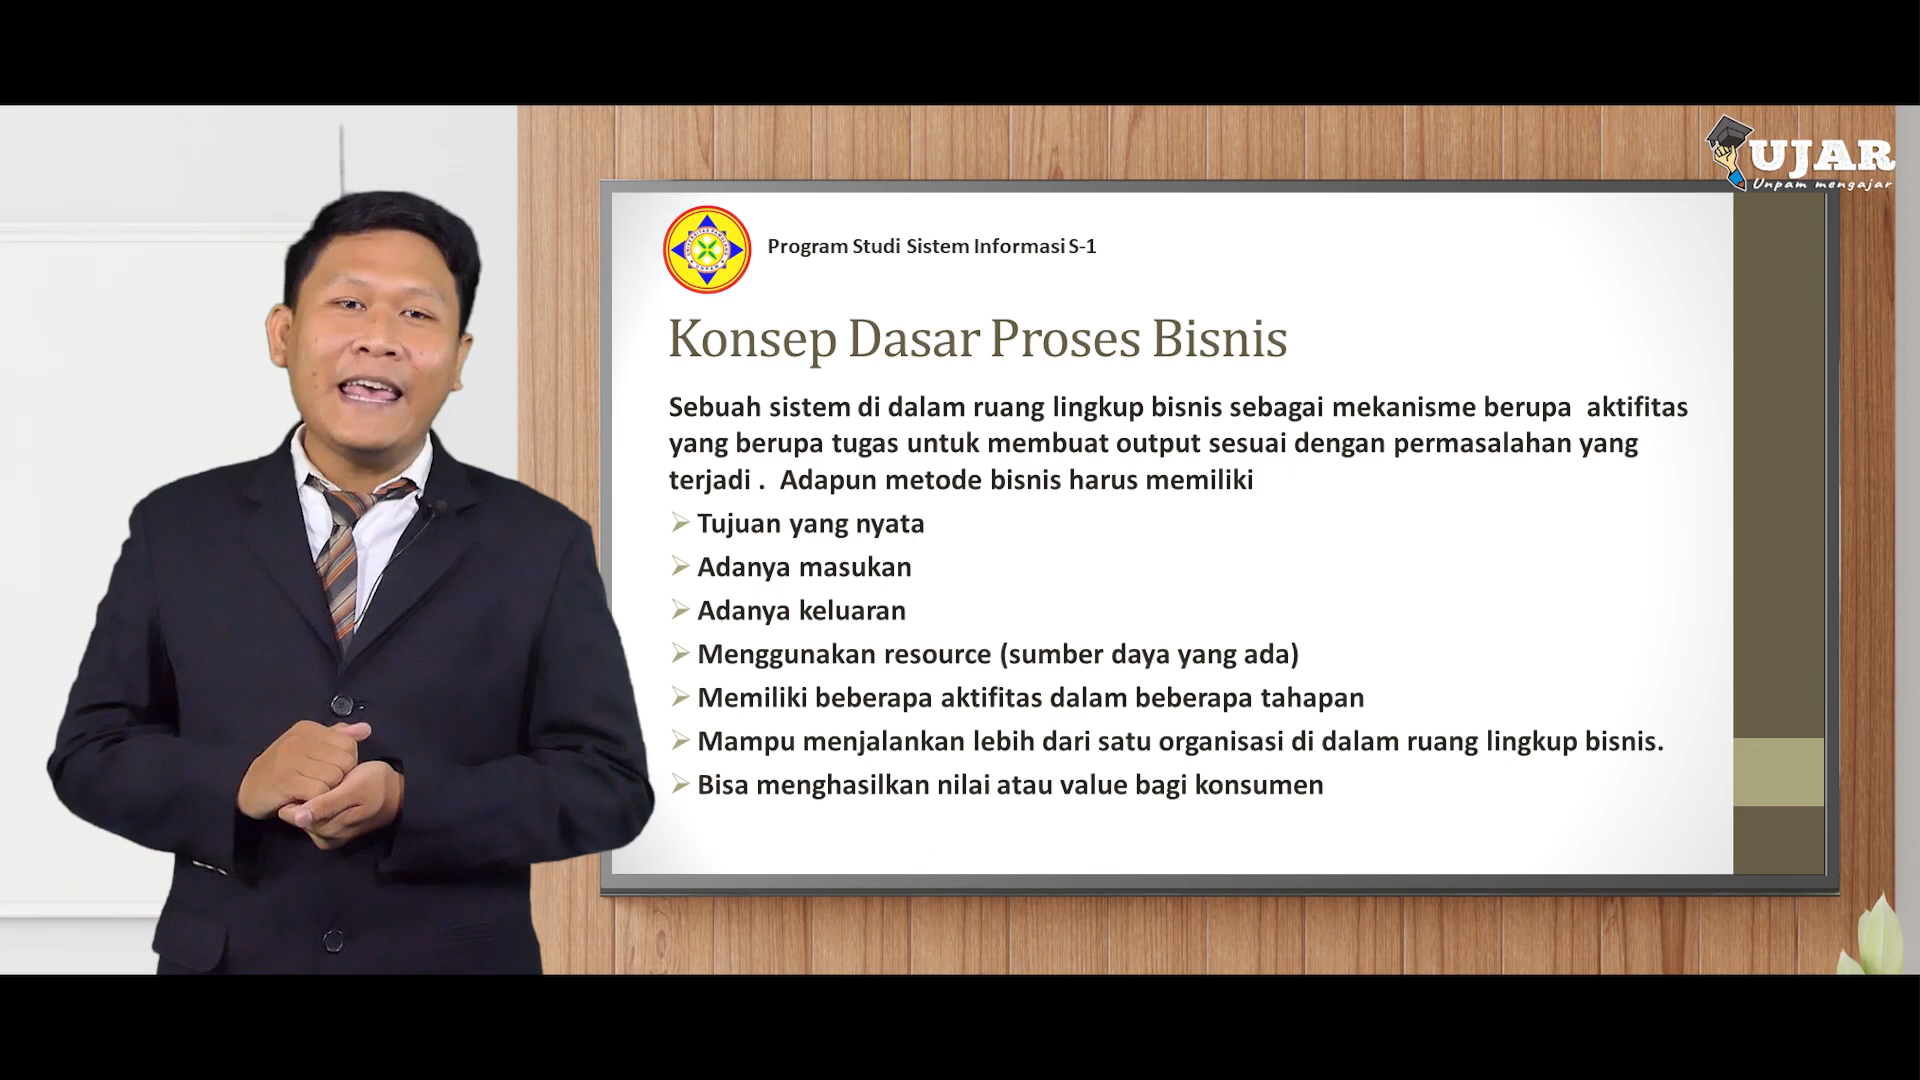 UJAR
Unpam mengajar
Program Studi Sistem Informasi S-1
Konsep Dasar Proses Bisnis
Sebuah sistem di dalam ruang lingkup bisnis sebagai mekanisme berupa aktifitas
yang berupa tugas untuk membuat output sesuai dengan permasalahan yang
terjadi . Adapun metode bisnis harus memiliki
Tujuan yang nyata
Adanya masukan
Adanya keluaran
Menggunakan resource (sumber daya yang ada)
Memiliki beberapa aktifitas dalam beberapa tahapan
Mampu menjalankan lebih dari satu organisasi di dalam ruang lingkup bisnis.
Bisa menghasilkan nilai atau value bagi konsumen